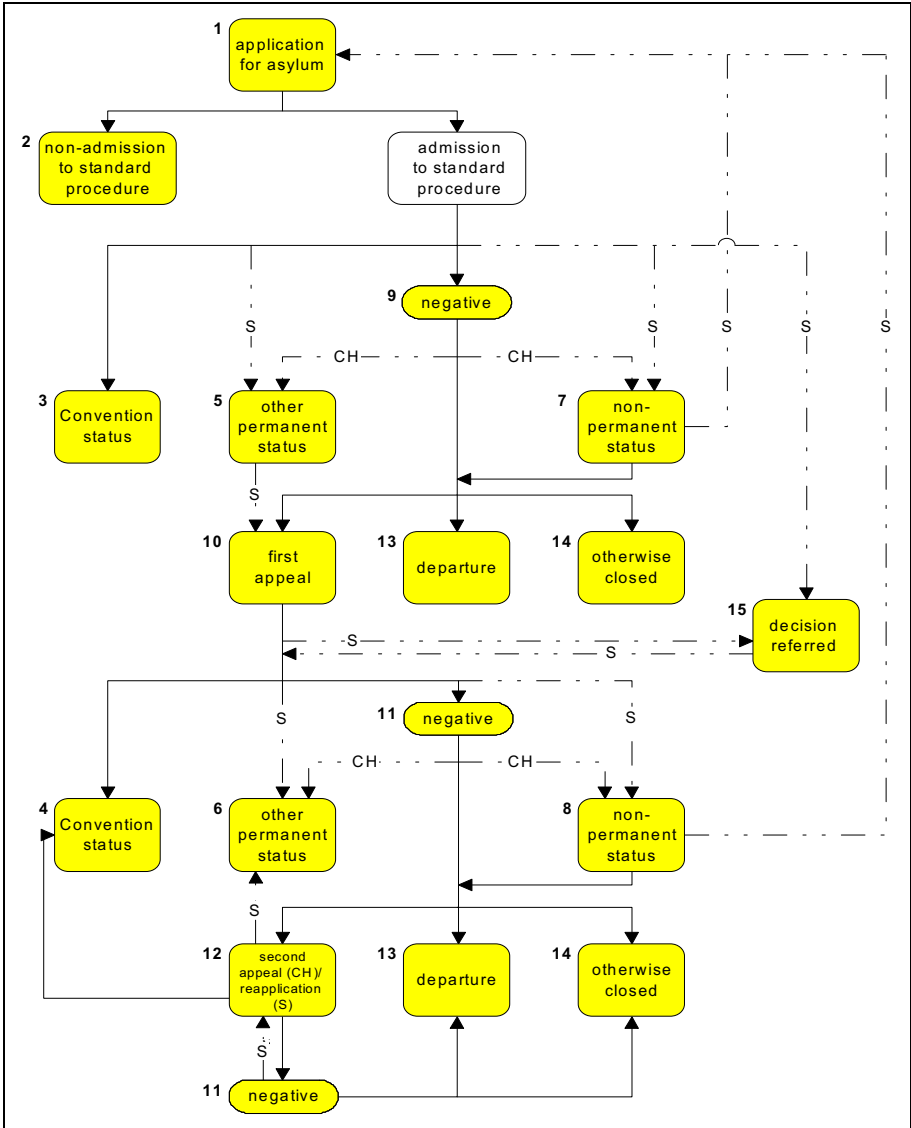 1
application
for asylum
2
non-admission
to standard
procedure
admission
to standard
procedure
9
negative
S
S
S
S
S
CH
CH
3
Convention
status
5
other
permanent
status
7
non-
permanent
status
S
10
first
appeal
13
departure
14
otherwise
closed
15
decision
referred
S
S
11
negative
S
S
CH
CH
4
Convention
status
6
other
permanent
status
8
non-
permanent
status
S
12
second
appeal (CH)/
reapplication
(S)
13
departure
14
otherwise
closed
S
11
negative